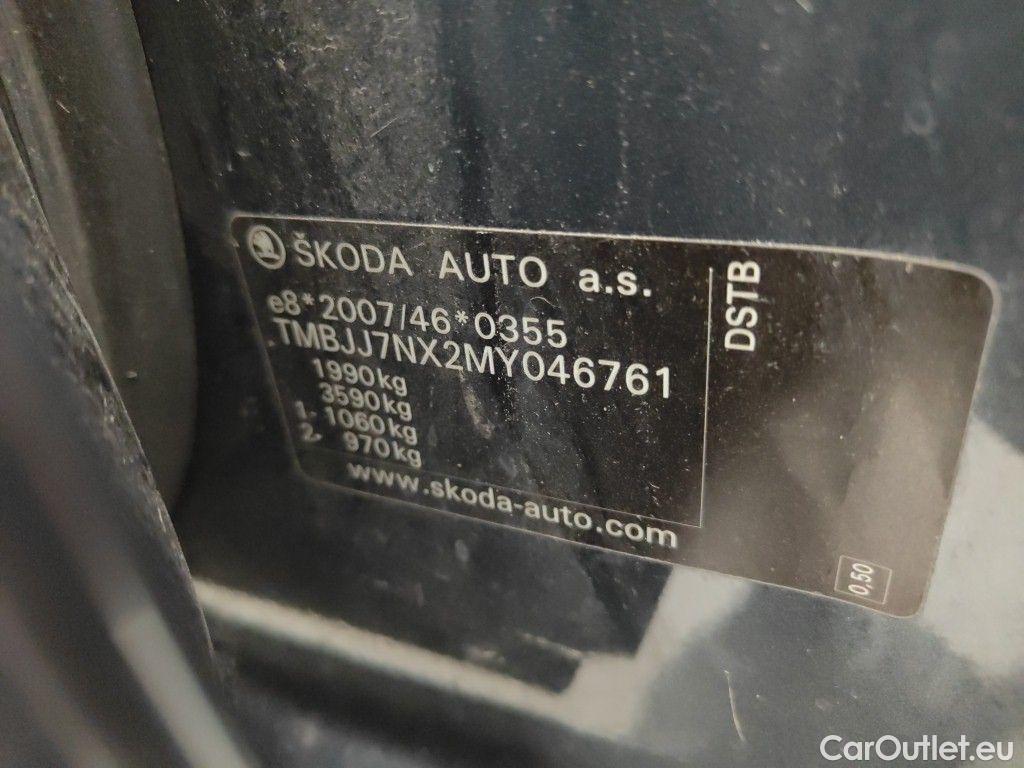 ŠKODA AUTO a.s.
e8*2007/46*0355
TMBJJ7NX2MY046761
1990kg
3590kg
1- 1060kg
2- 970kg
www.skoda-auto.com
DSTB
0,50
CarOutlet.eu